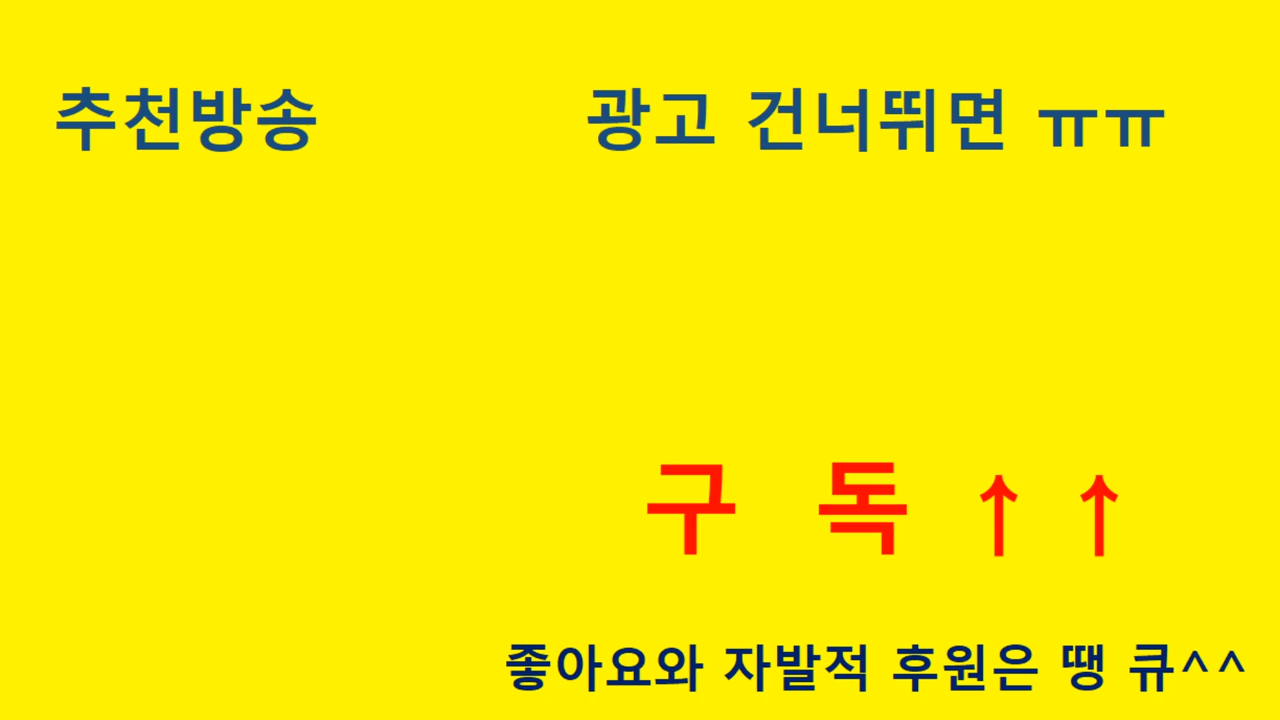 추천방송
광고 건너뛰면 ㅠㅠ
구 독 ↑ ↑
좋아요와 자발적 후원은 땡 큐^^